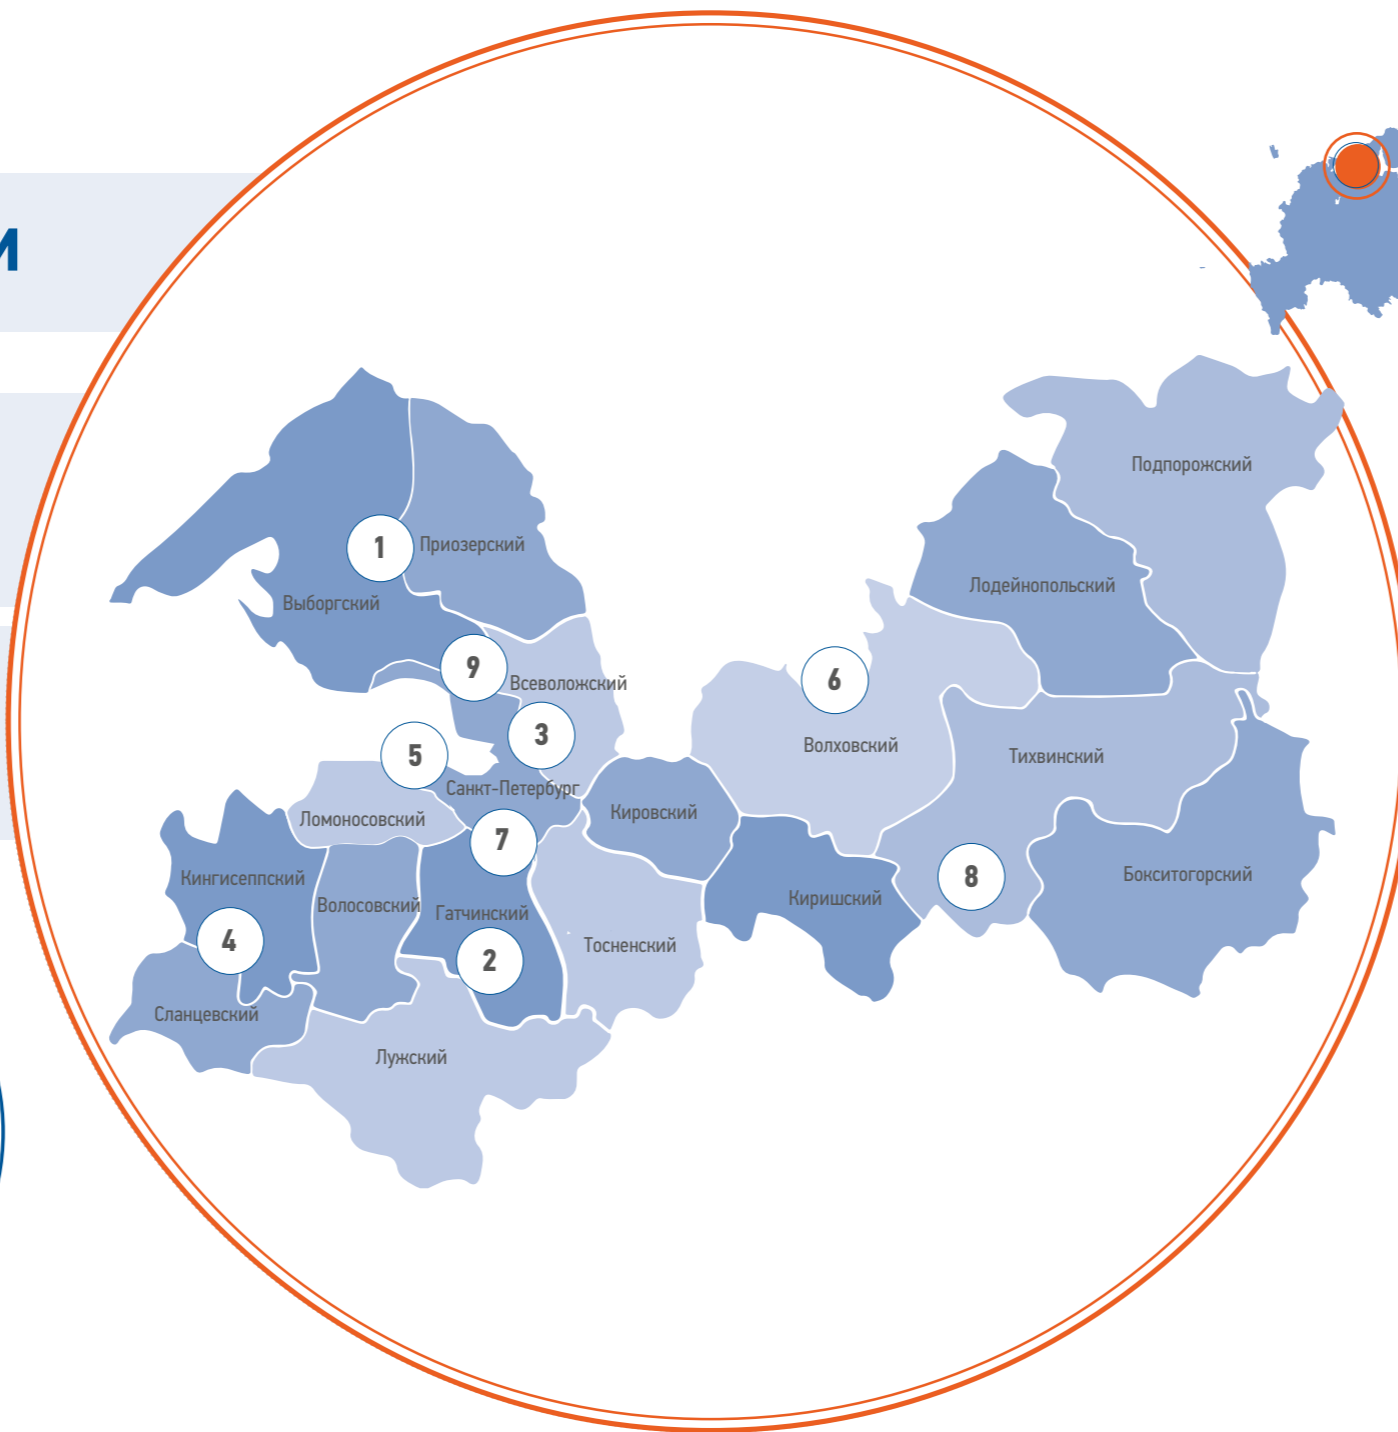 и
Подпорожский
1
Приозерский
Лодейнопольский
Выборгский
9
Всеволожский
6
3
Волховский
5
Тихвинский
Санкт-Петербург
Кировский
Ломоносовский
7
Кингисеппский
8
Бокситогорский
Волосовский
Гатчинский
Киришский
4
Тосненский
2
Сланцевский
Лужский